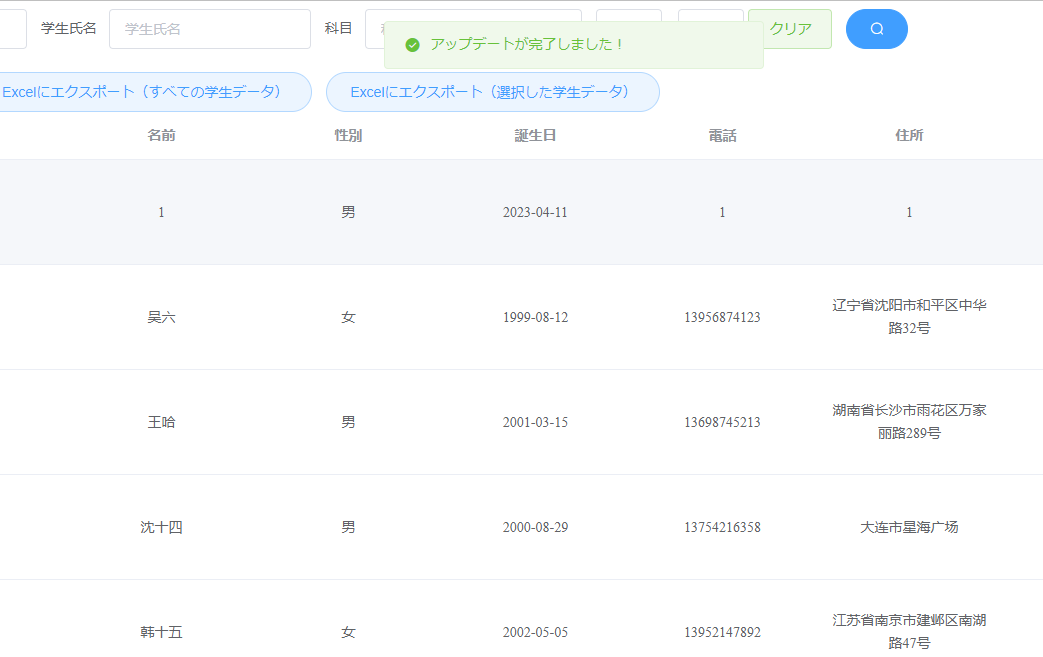 学生氏名 学生氏名 科目 クリア
アップデートが完了しました！
Excelにエクスポート（すべての学生データ） Excelにエクスポート（選択した学生データ）
名前 性別 誕生日 電話 住所
1 男 2023-04-11 1 1
吴六 女 1999-08-12 13956874123 辽宁省沈阳市和平区中华
路32号
王哈 男 2001-03-15 13698745213 湖南省长沙市雨花区万家
丽路289号
沈十四 男 2000-08-29 13754216358 大连市星海广场
韩十五 女 2002-05-05 13952147892 江苏省南京市建邺区南湖
路47号